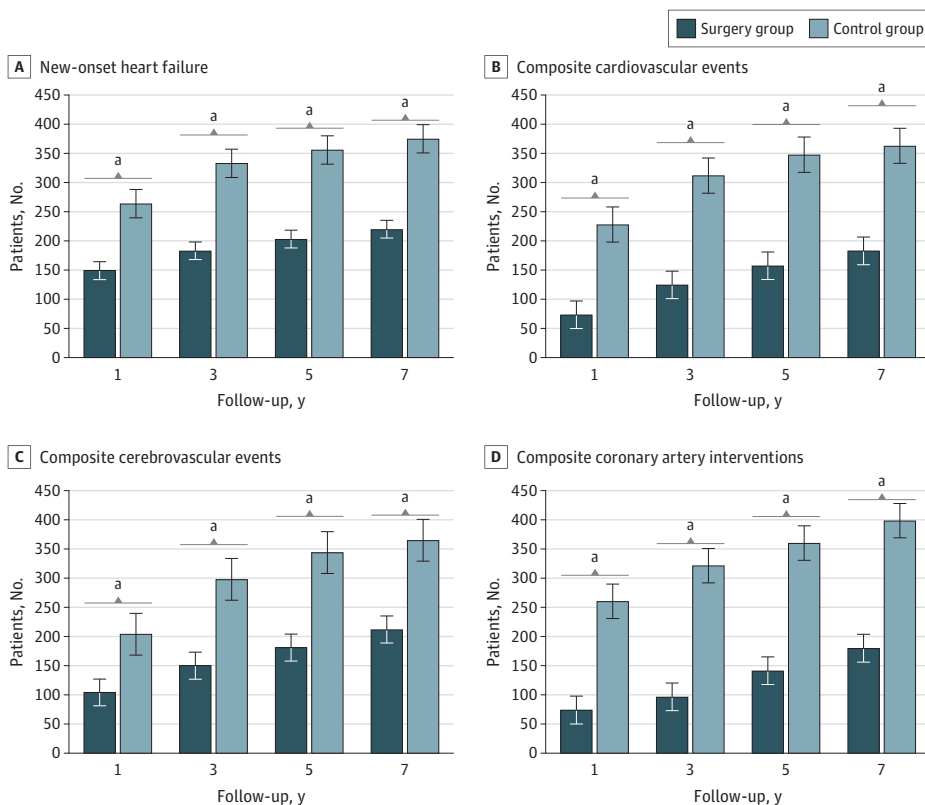 Surgery group Control group
A New-onset heart failure
450
400
350
300
250
200
150
100
50
0
Patients, No.
a
a
a
a
1 3 5 7
Follow-up, y
B Composite cardiovascular events
450
400
350
300
250
200
150
100
50
0
Patients, No.
a
a
a
a
1 3 5 7
Follow-up, y
C Composite cerebrovascular events
450
400
350
300
250
200
150
100
50
0
Patients, No.
a
a
a
a
1 3 5 7
Follow-up, y
D Composite coronary artery interventions
450
400
350
300
250
200
150
100
50
0
Patients, No.
a
a
a
a
1 3 5 7
Follow-up, y